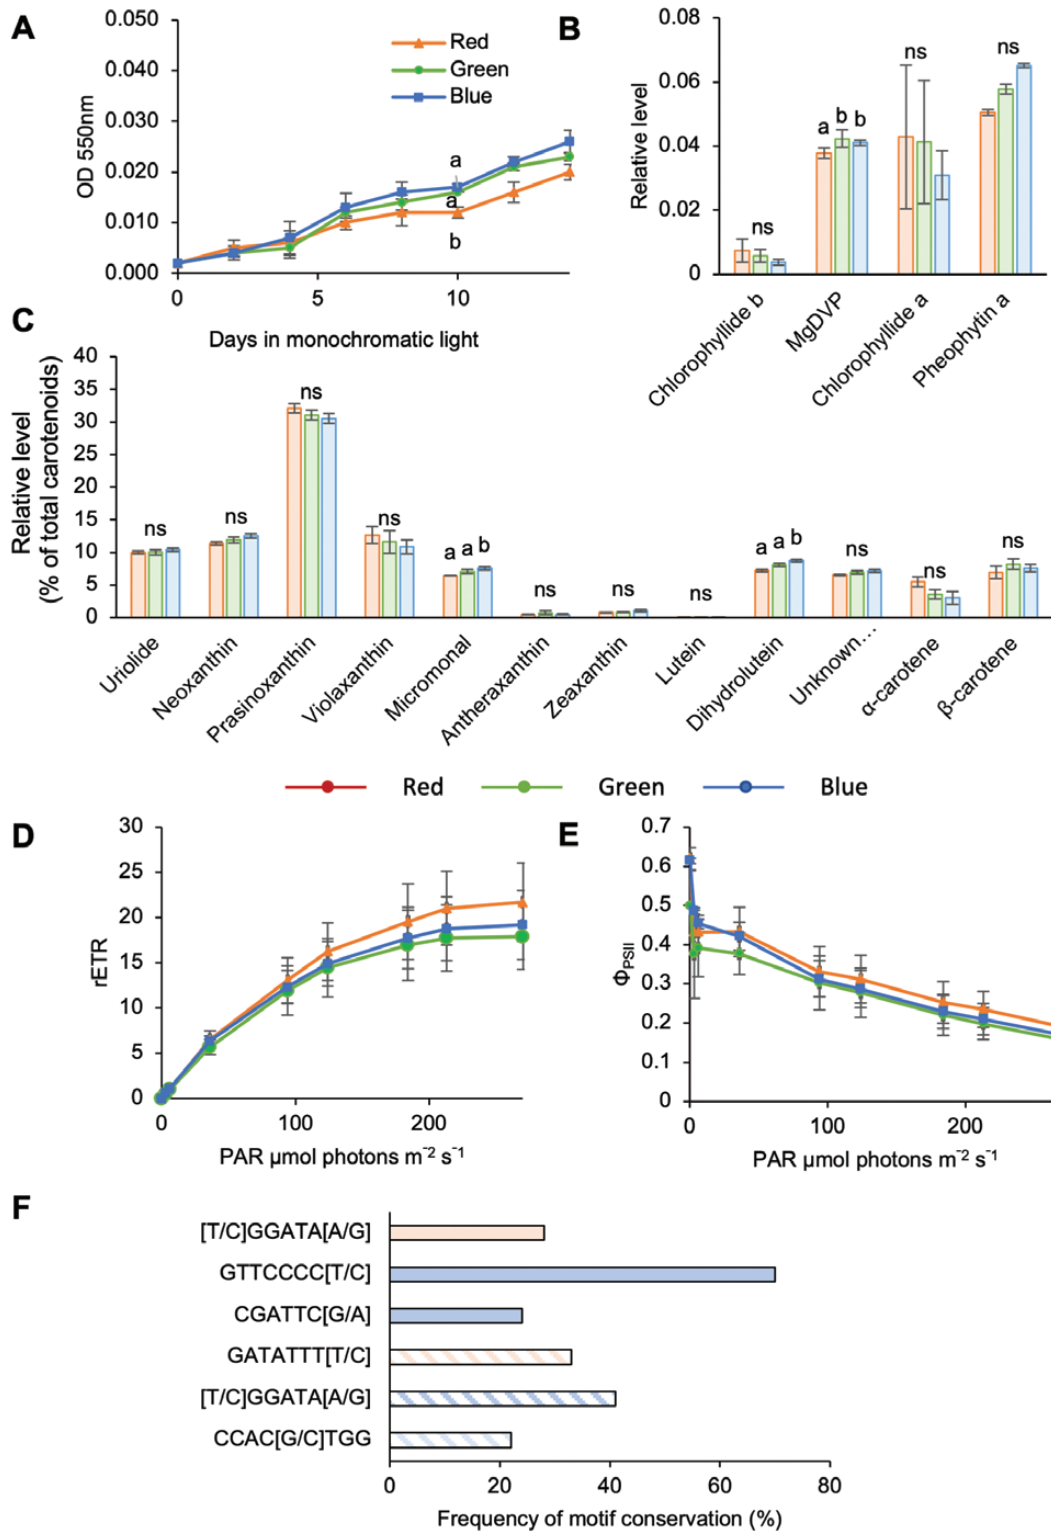 A
0.050
0.040
0.030
0.020
0.010
0.000
OD 550nm
Red
Green
Blue
a
a
b
0
5
10
Days in monochromatic light
B
0.08
0.06
0.04
0.02
0
Relative level
ns
a b b
ns
ns
Chlorophyllide b
MgDVP
Chlorophyllide a
Pheophytin a
C
40
35
30
25
20
15
10
5
0
Relative level
(% of total carotenoids)
ns
ns
ns
ns
a a b
ns
ns
ns
a a b
ns
ns
ns
Uriolide
Neoxanthin
Prasinoxanthin
Violaxanthin
Micromonal
Antheraxanthin
Zeaxanthin
Lutein
Dihydrolutein
Unknown…
α-carotene
β-carotene
Red
Green
Blue
D
30
25
20
15
10
5
0
rETR
0
100
200
PAR µmol photons m⁻² s⁻¹
E
0.7
0.6
0.5
0.4
0.3
0.2
0.1
0
Φ_PSII
0
100
200
PAR µmol photons m⁻² s⁻¹
F
[T/C]GGATA[A/G]
GTTCCCC[T/C]
CGATTC[G/A]
GATATTT[T/C]
[T/C]GGATA[A/G]
CCAC[G/C]TGG
0
20
40
60
80
Frequency of motif conservation (%)